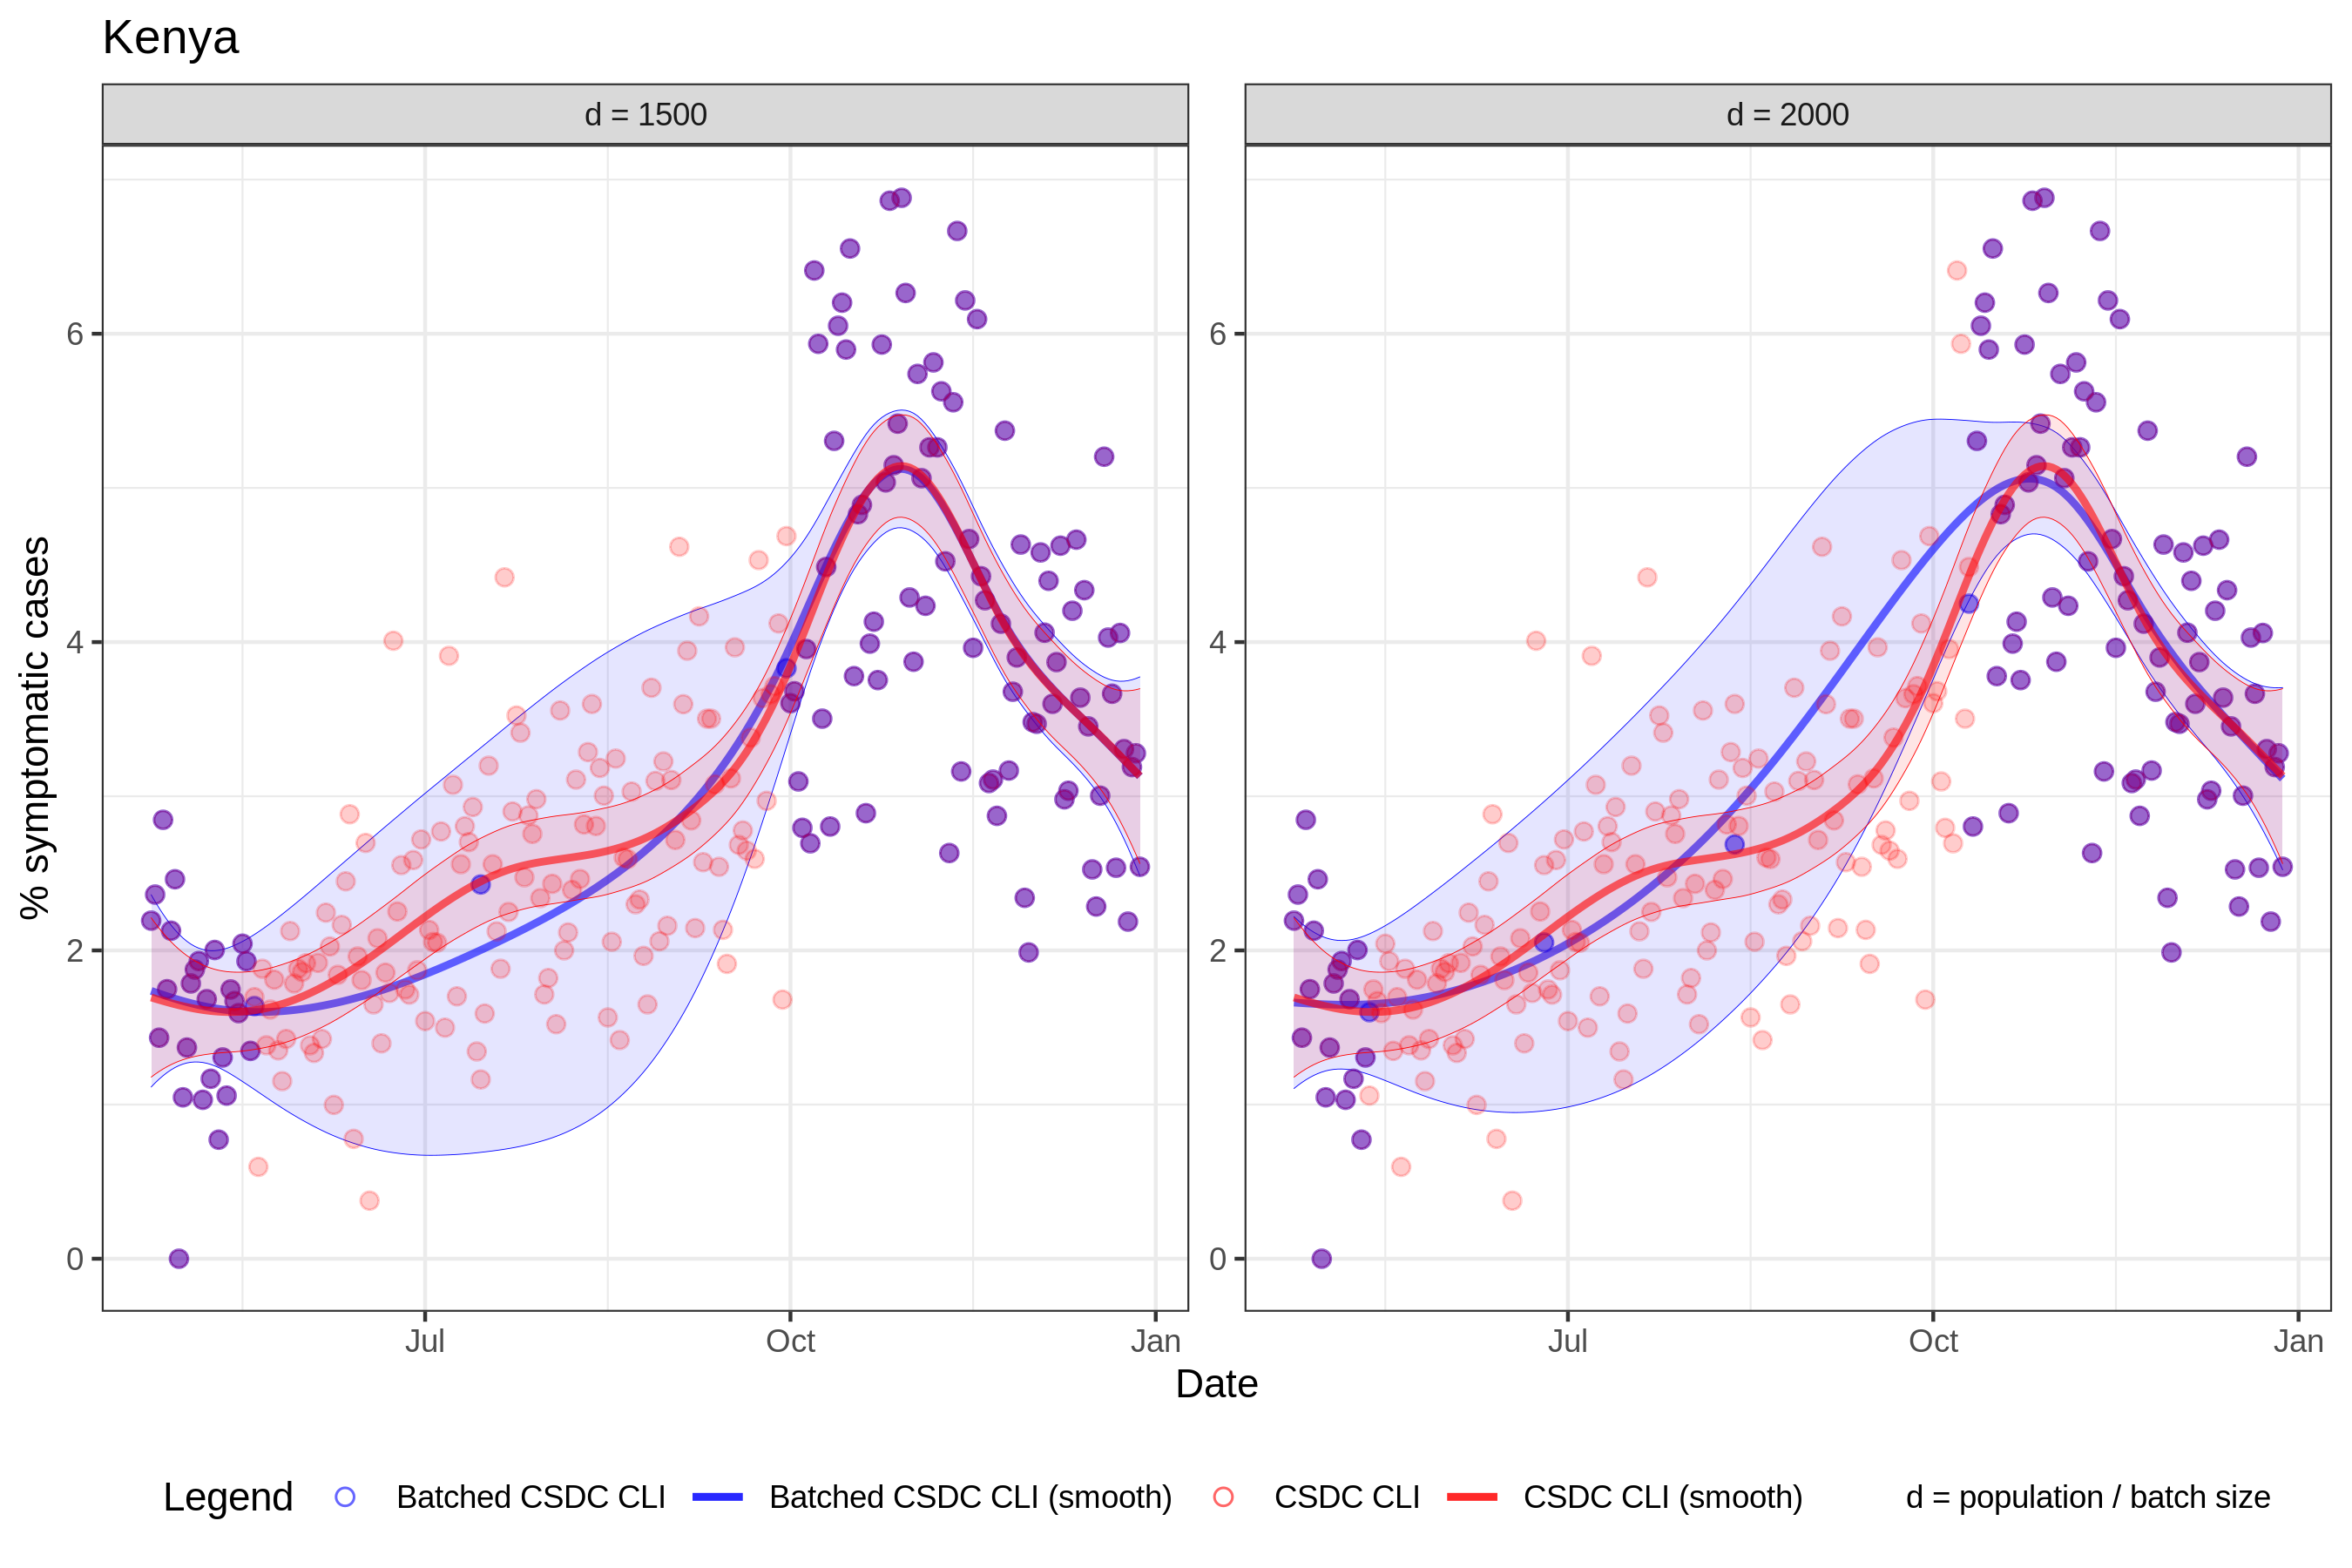 Kenya
d = 1500
d = 2000
% symptomatic cases
6
4
2
0
6
4
2
0
Jul
Oct
Jan
Jul
Oct
Jan
Date
Legend
Batched CSDC CLI
Batched CSDC CLI (smooth)
CSDC CLI
CSDC CLI (smooth)
d = population / batch size